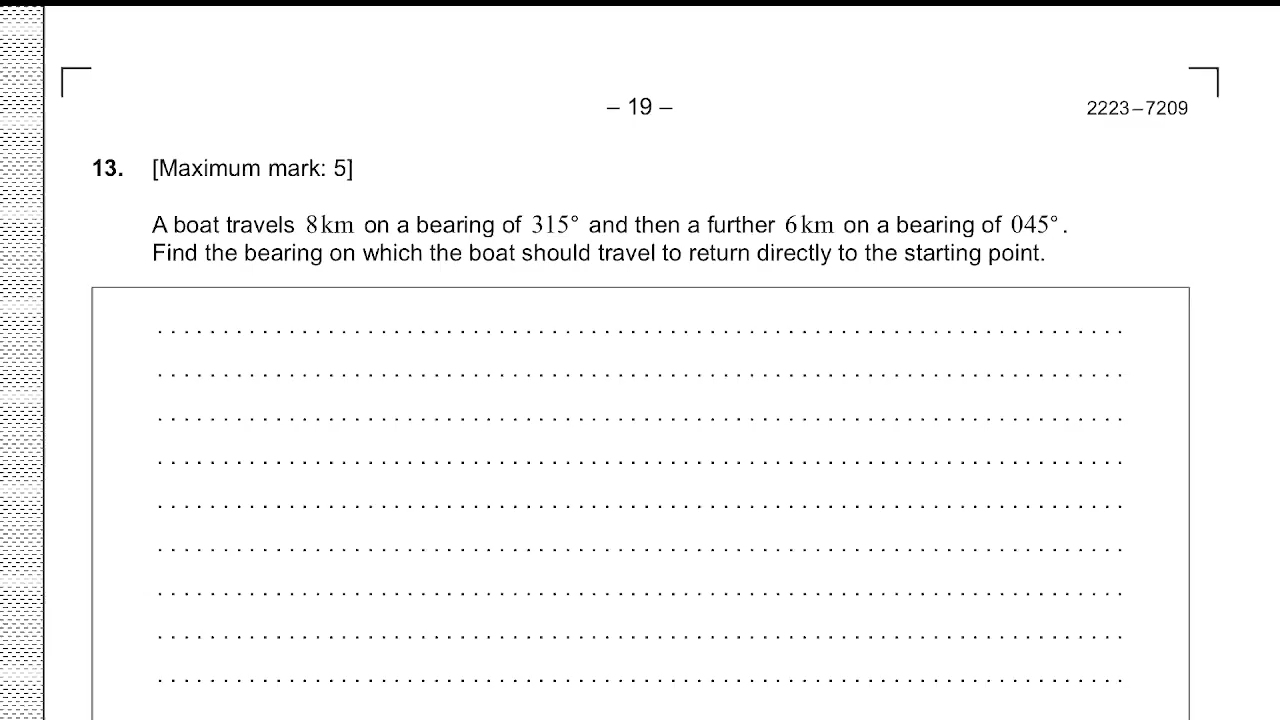 – 19 –
2223–7209
13. [Maximum mark: 5]
A boat travels 8 km on a bearing of 315° and then a further 6 km on a bearing of 045°.
Find the bearing on which the boat should travel to return directly to the starting point.